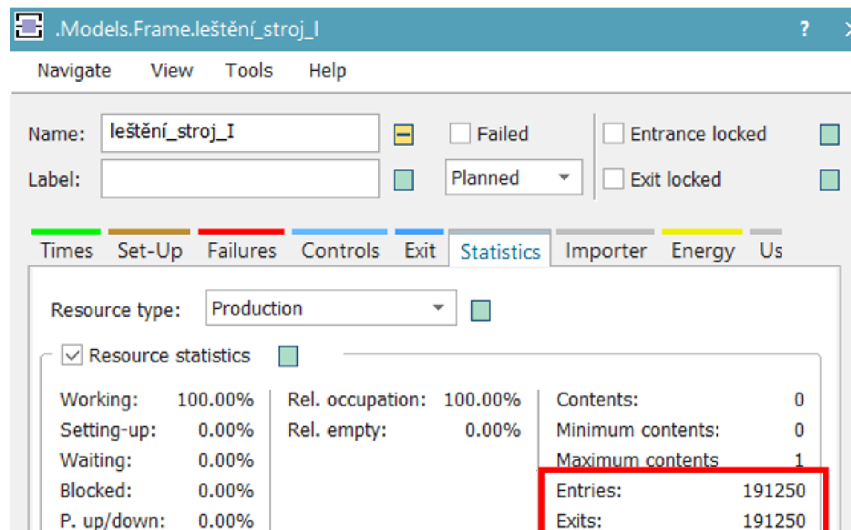 .Models.Frame.leštění_stroj_I ?
Navigate View Tools Help
Name: leštění_stroj_I Failed Entrance locked
Label: Planned Exit locked
Times Set-Up Failures Controls Exit Statistics Importer Energy Us
Resource type: Production
Resource statistics
Working: 100.00% Rel. occupation: 100.00% Contents: 0
Setting-up: 0.00% Rel. empty: 0.00% Minimum contents: 0
Waiting: 0.00% Maximum contents 1
Blocked: 0.00% Entries: 191250
P. up/down: 0.00% Exits: 191250